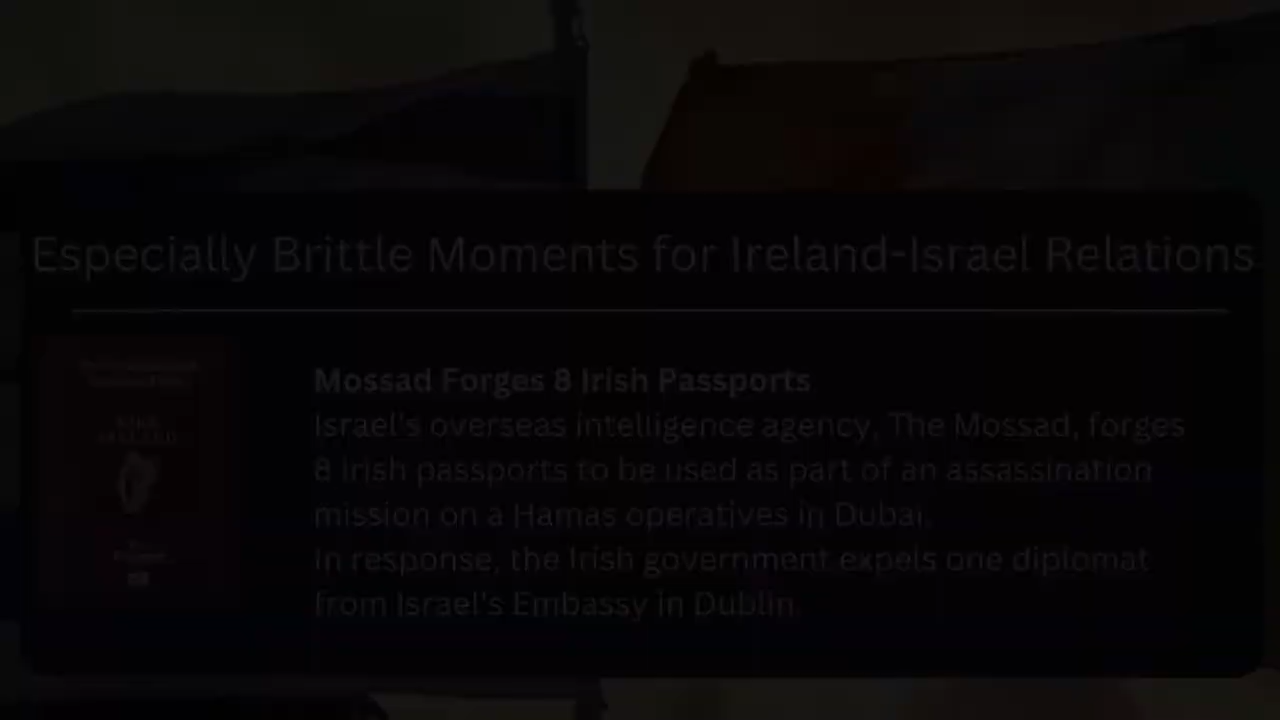 Especially Brittle Moments for Ireland-Israel Relations
Mossad Forges 8 Irish Passports
Israel's overseas intelligence agency, The Mossad, forges
8 Irish passports to be used as part of an assassination
mission on a Hamas operatives in Dubai.
In response, the Irish government expels one diplomat
from Israel's Embassy in Dublin.